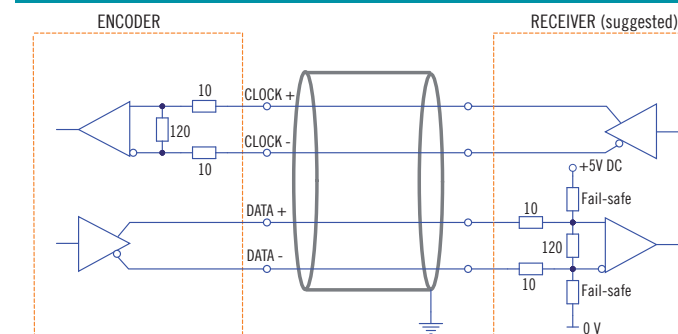 ENCODER
RECEIVER (suggested)
10
CLOCK +
120
CLOCK -
10
+5V DC
Fail-safe
DATA +
10
120
DATA -
10
Fail-safe
0 V